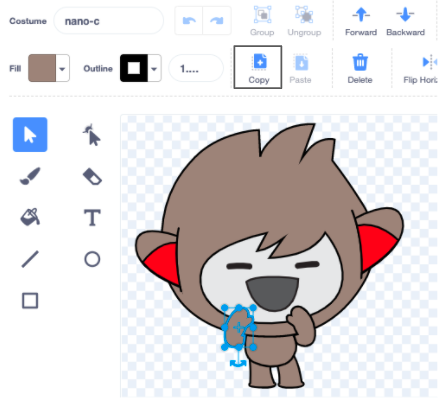 Costume nano-c
Group Ungroup Forward Backward
Fill Outline 1....
Copy Paste Delete Flip Horiz
T